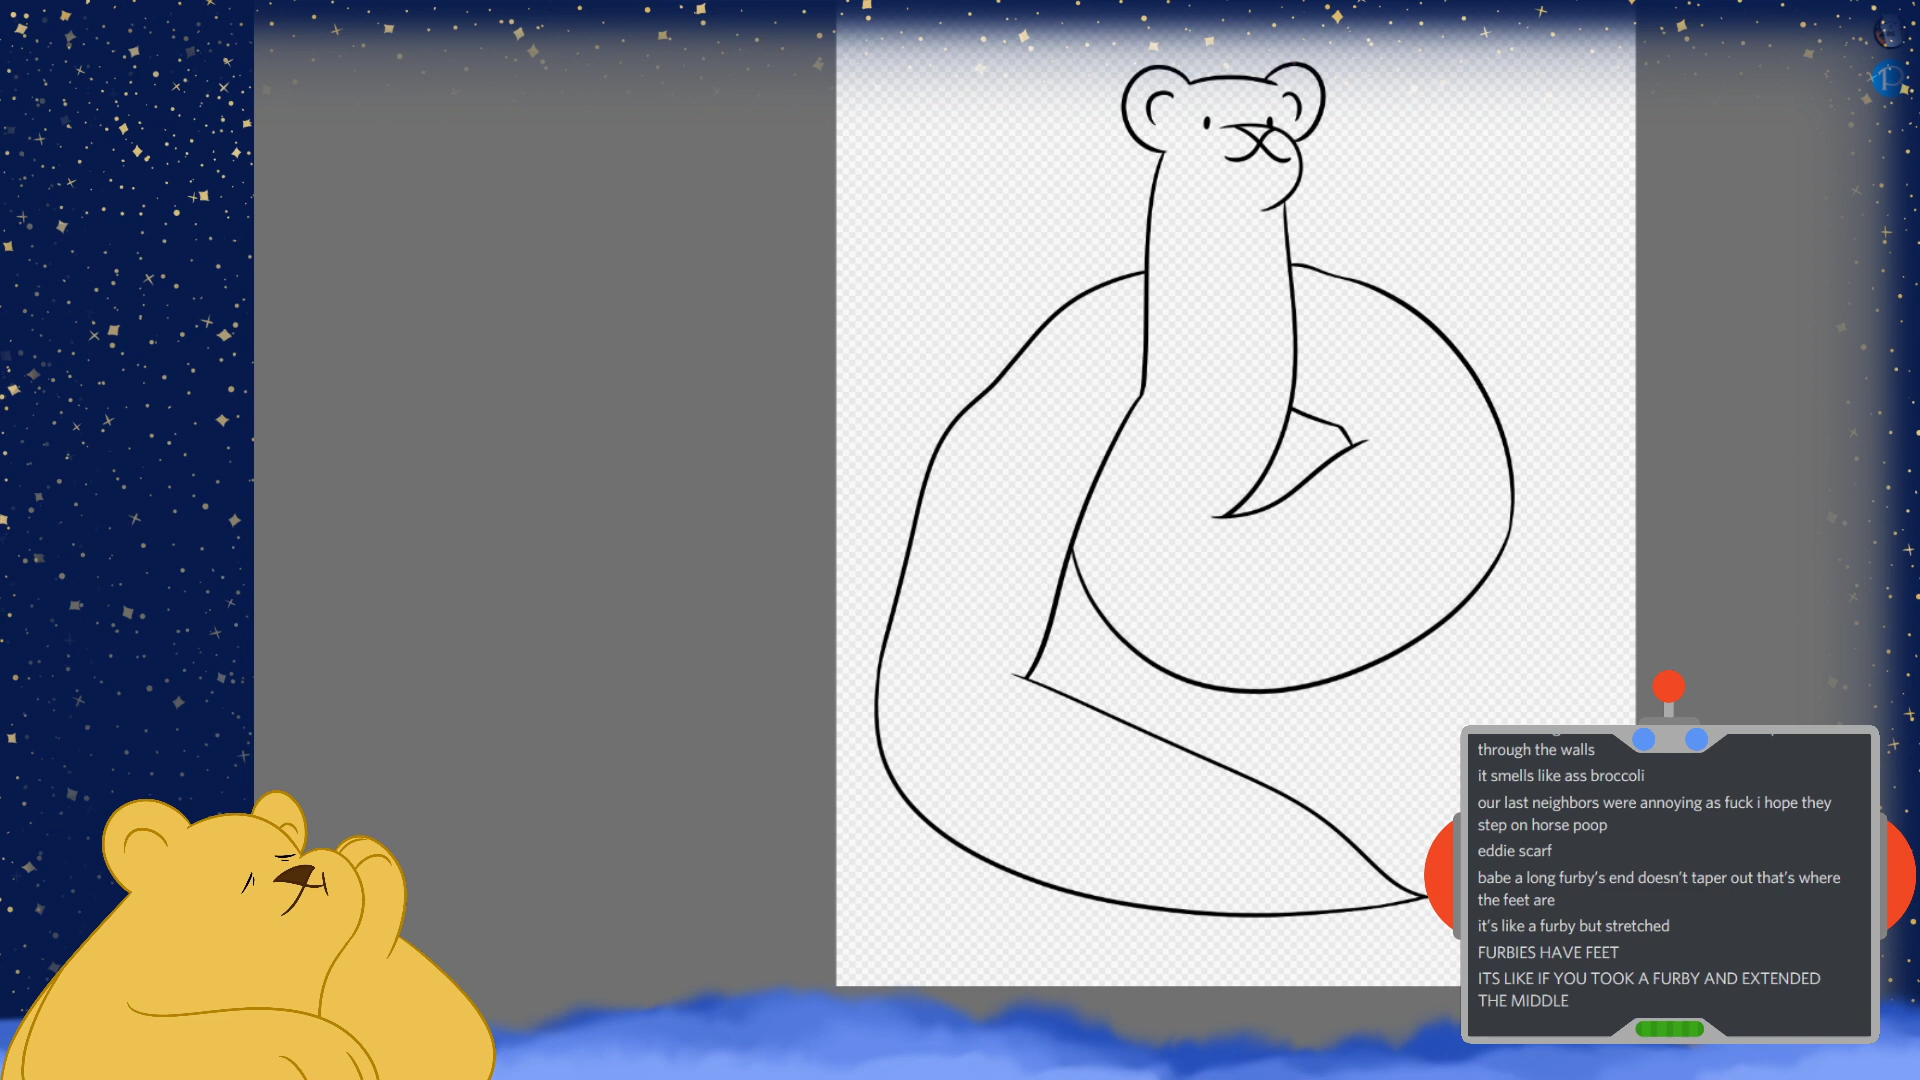 through the walls
it smells like ass broccoli
our last neighbors were annoying as fuck i hope they
step on horse poop
eddie scarf
babe a long furby's end doesn't taper out that's where
the feet are
it's like a furby but stretched
FURBIES HAVE FEET
ITS LIKE IF YOU TOOK A FURBY AND EXTENDED
THE MIDDLE